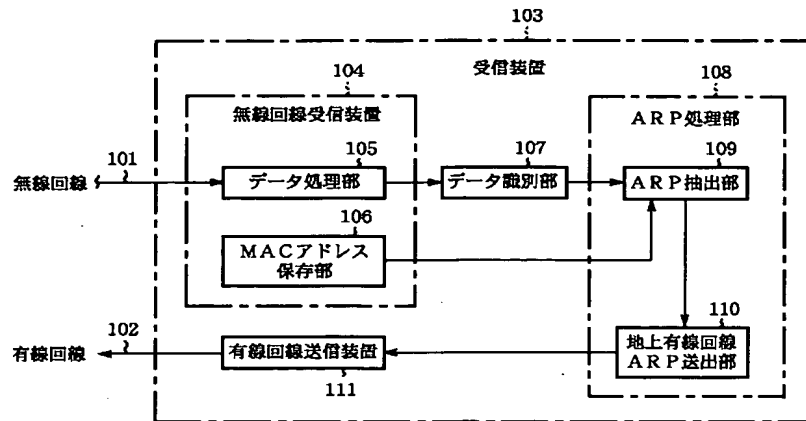 103
受信装置
104
無線回線受信装置
108
ARP処理部
101
無線回線
105
データ処理部
107
データ識別部
109
ARP抽出部
106
MACアドレス
保存部
102
有線回線
有線回線送信装置
111
110
地上有線回線
ARP送出部